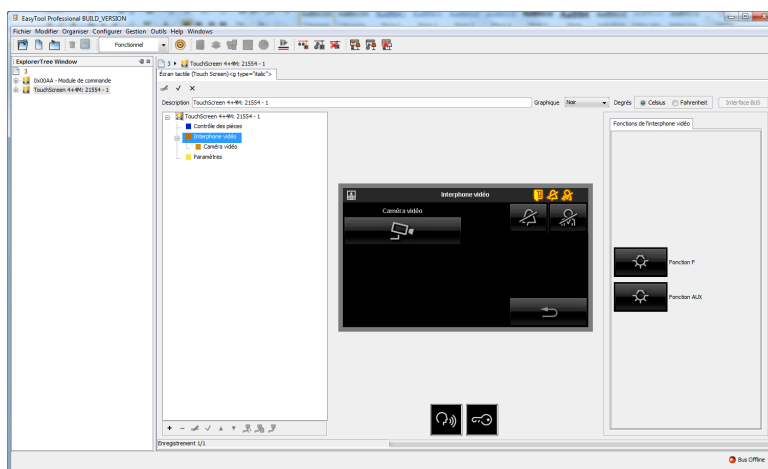 EasyTool Professional BUILD_VERSION
Fichier Modifier Organiser Configurer Gestion Outils Help Windows
Fonctionnel
ExplorerTree Window
3
0x00AA - Module de commande
TouchScreen 4+4M: 21554 - 1
3 TouchScreen 4+4M: 21554 - 1
Écran tactile (Touch Screen)<g type="italic">
Description TouchScreen 4+4M: 21554 - 1 Graphique Noir Degrés Celsius Fahrenheit Interface BUS
TouchScreen 4+4M: 21554 - 1
Contrôle des pièces
Interphone vidéo
Caméra vidéo
Paramètres
Interphone vidéo
Caméra vidéo
Fonctions de l'interphone vidéo
Fonction F
Fonction AUX
Enregistrement 1/1
Bus Offline